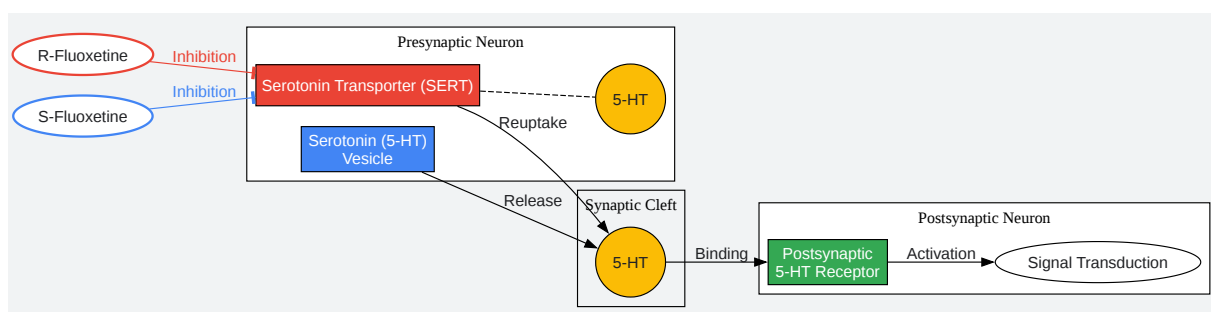 Presynaptic Neuron
R-Fluoxetine
Inhibition
Serotonin Transporter (SERT)
5-HT
Inhibition
S-Fluoxetine
Reuptake
Serotonin (5-HT)
Vesicle
Release
Synaptic Cleft
5-HT
Binding
Postsynaptic Neuron
Postsynaptic
5-HT Receptor
Activation
Signal Transduction